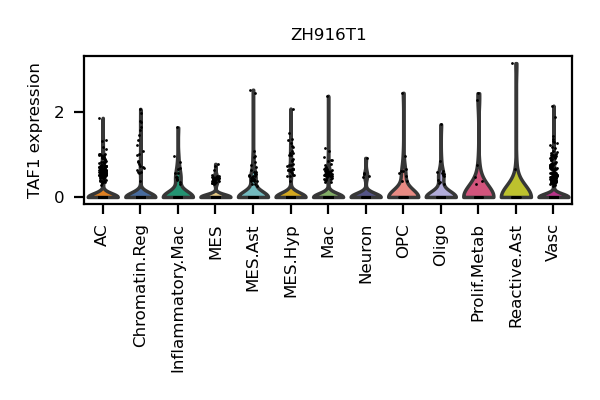 ZH916T1
TAF1 expression
2
0
AC
Chromatin.Reg
Inflammatory.Mac
MES
MES.Ast
MES.Hyp
Mac
Neuron
OPC
Oligo
Prolif.Metab
Reactive.Ast
Vasc